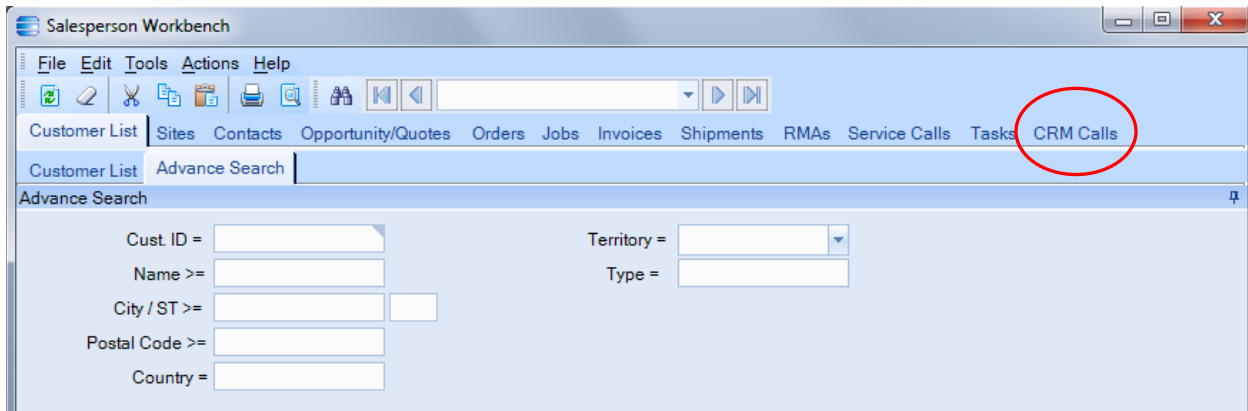 Salesperson Workbench
File Edit Tools Actions Help
Customer List Sites Contacts Opportunity/Quotes Orders Jobs Invoices Shipments RMAs Service Calls Tasks CRM Calls
Customer List Advance Search
Advance Search
Cust. ID = Territory =
Name >= Type =
City / ST >=
Postal Code >=
Country =